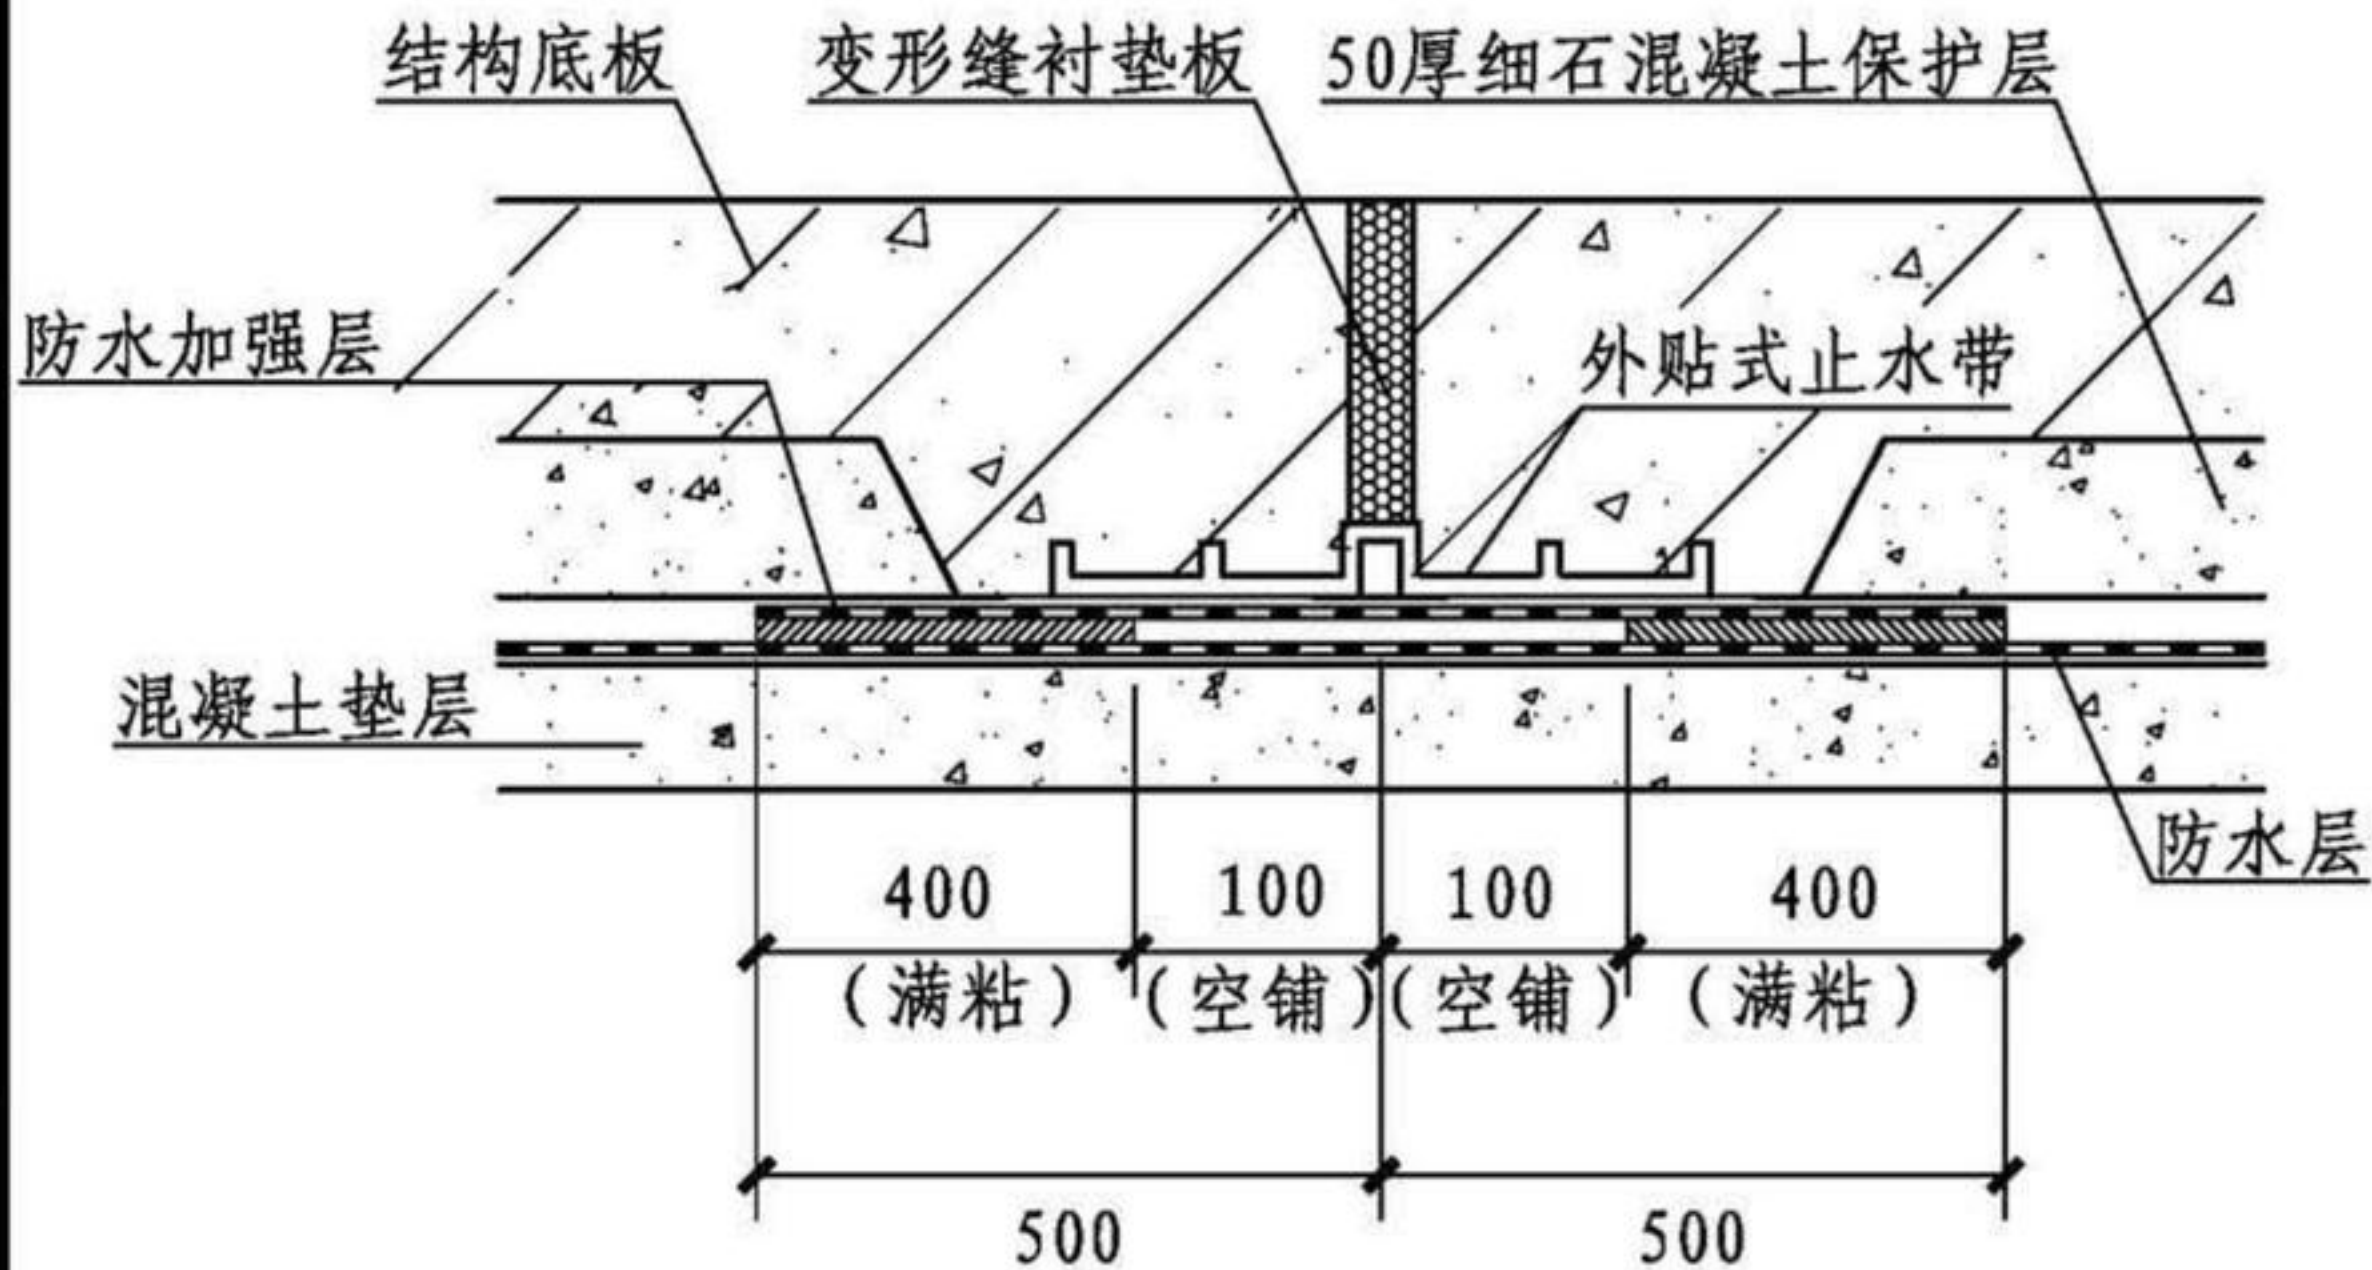 结构底板
变形缝衬垫板
50厚细石混凝土保护层
防水加强层
外贴式止水带
混凝土垫层
防水层
400
100
100
400
(满粘)
(空铺)
(空铺)
(满粘)
500
500